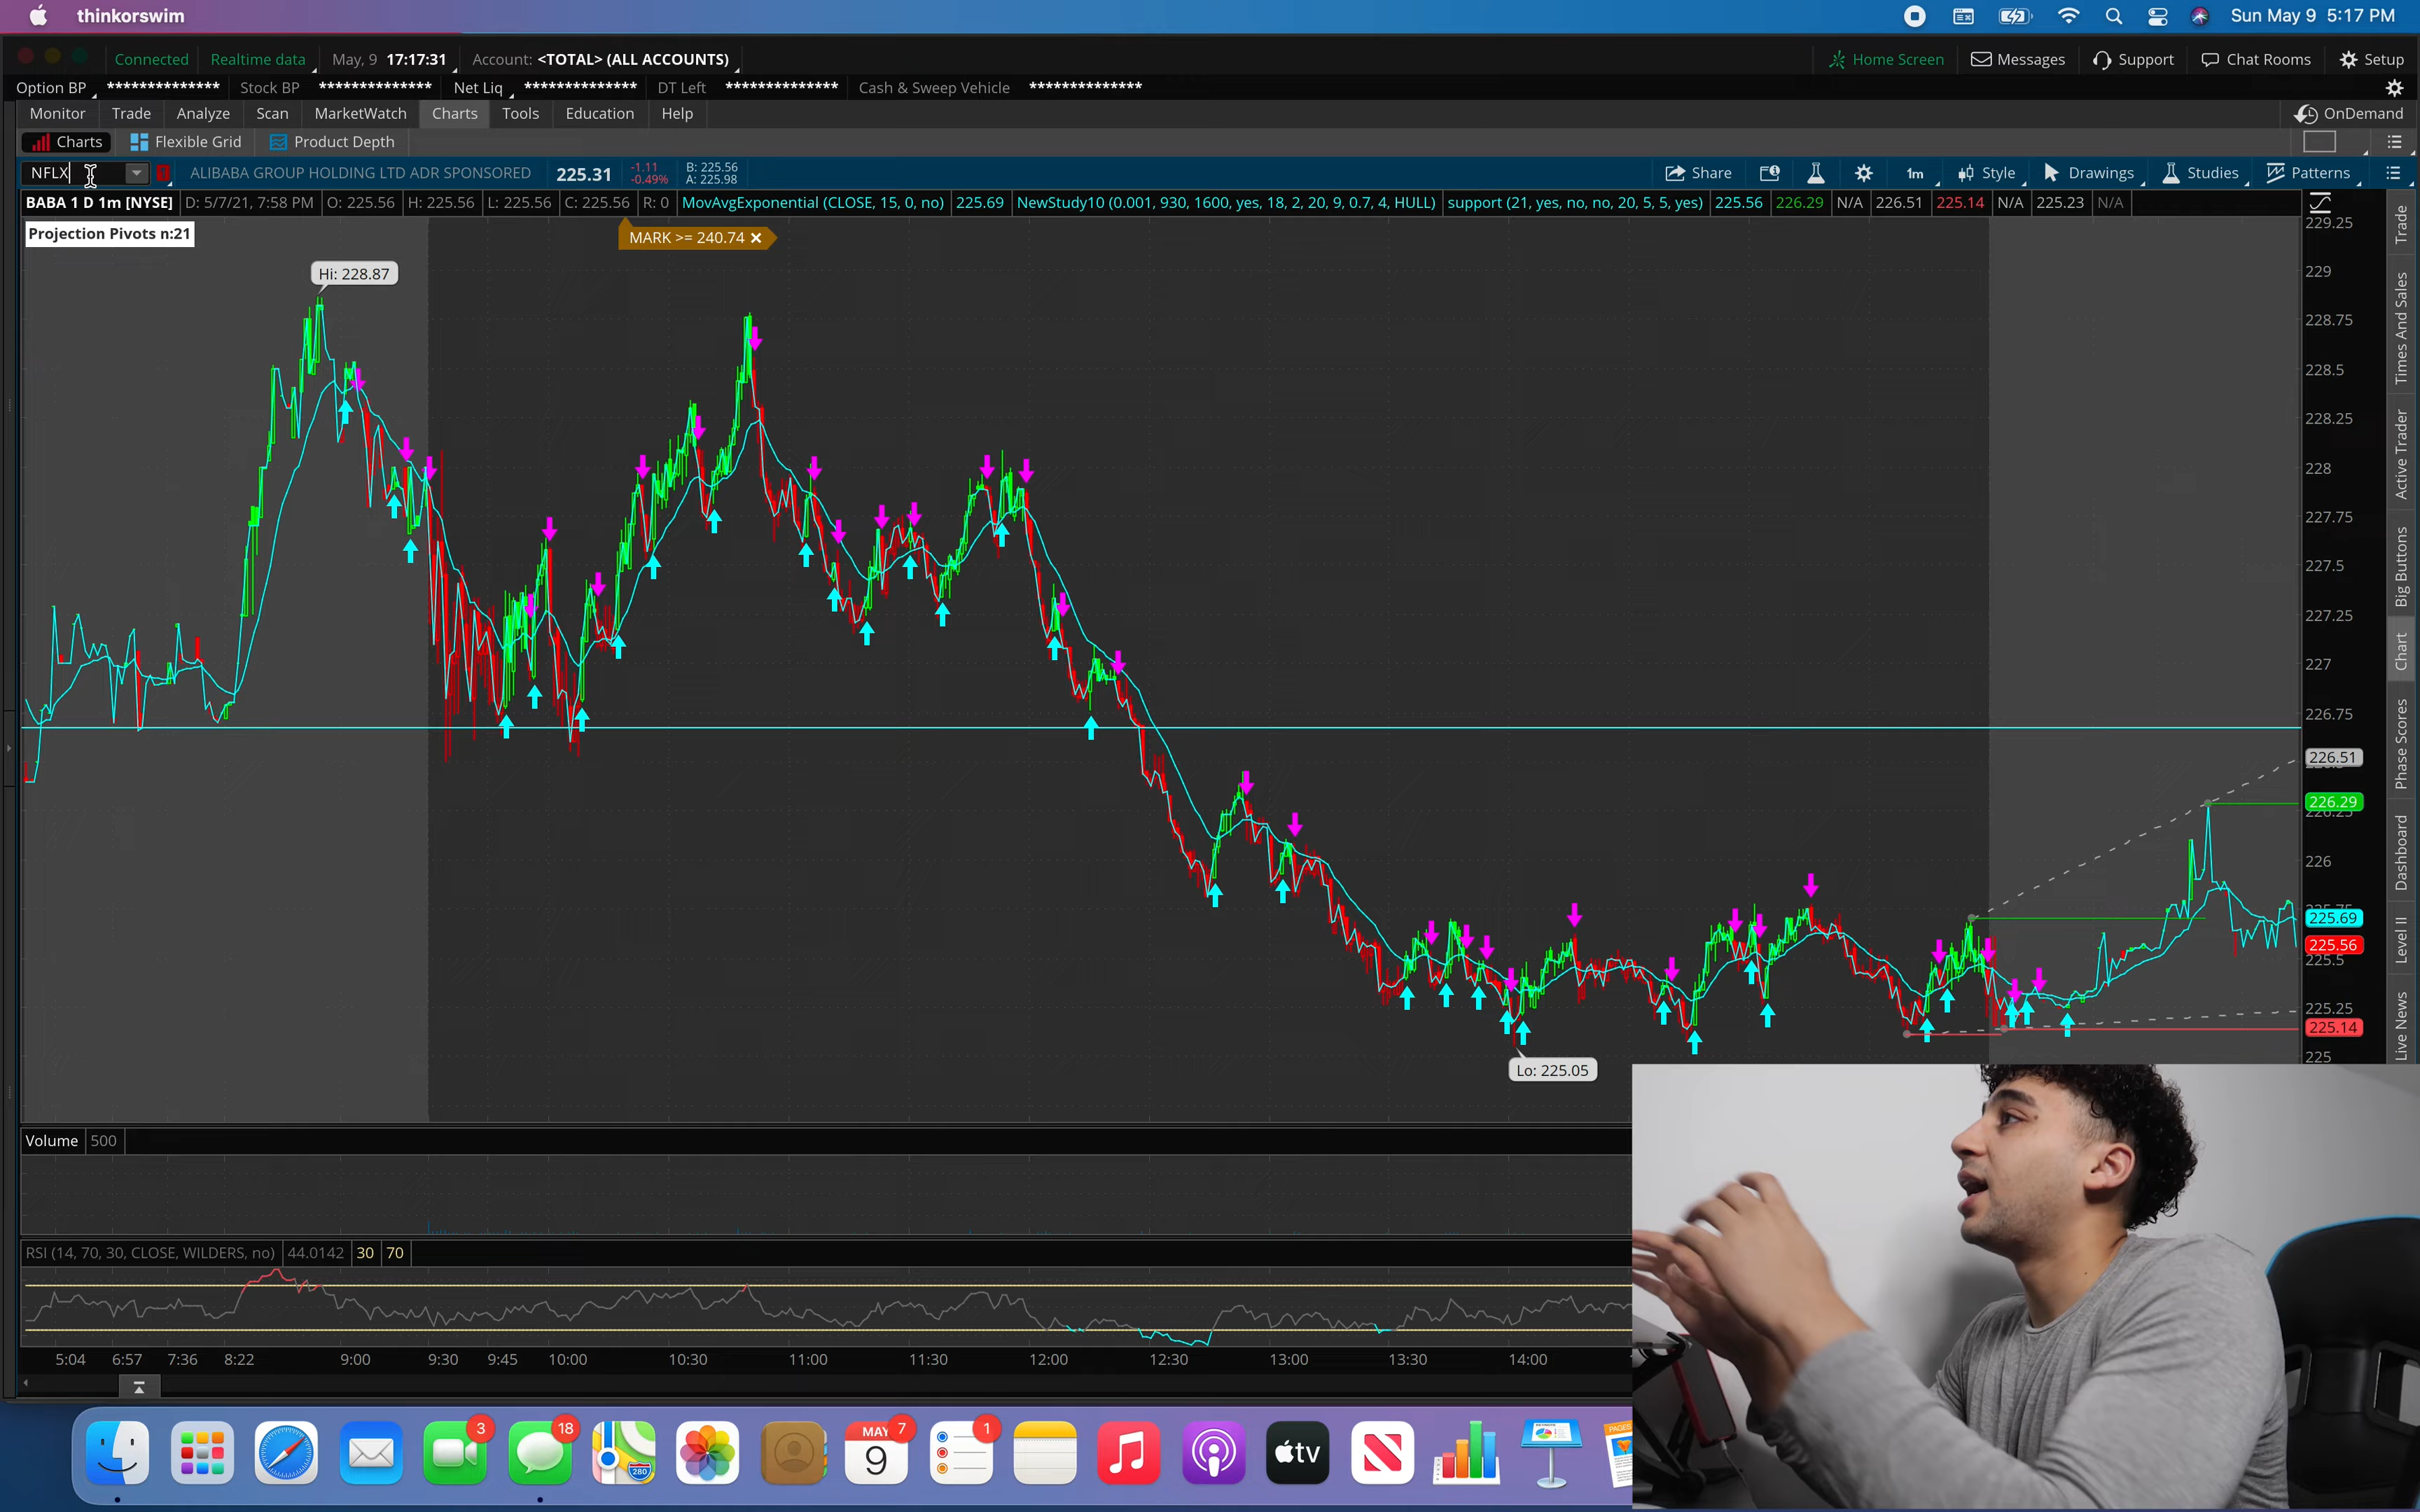 thinkorswim
Sun May 9 5:17 PM
Connected Realtime data May, 9 17:17:31 Account: <TOTAL> (ALL ACCOUNTS) Home Screen Messages Support Chat Rooms Setup
Option BP ************** Stock BP ************** Net Liq ************** DT Left ************** Cash & Sweep Vehicle **************
Monitor Trade Analyze Scan MarketWatch Charts Tools Education Help OnDemand
Charts Flexible Grid Product Depth
NFLX ALIBABA GROUP HOLDING LTD ADR SPONSORED 225.31 -1.11 B: 225.56 Share 1m Style Drawings Studies Patterns
-0.49% A: 225.98
BABA 1 D 1m [NYSE] D: 5/7/21, 7:58 PM O: 225.56 H: 225.56 L: 225.56 C: 225.56 R: 0 MovAvgExponential (CLOSE, 15, 0, no) 225.69 NewStudy10 (0.001, 930, 1600, yes, 18, 2, 20, 9, 0.7, 4, HULL) support (21, yes, no, no, 20, 5, 5, yes) 225.56 226.29 N/A 226.51 225.14 N/A 225.23 N/A
Projection Pivots n:21
MARK >= 240.74
Hi: 228.87
Lo: 225.05
229.25
229
228.75
228.5
228.25
228
227.75
227.5
227.25
227
226.75
226.51
226.29
226.25
226
225.69
225.56
225.5
225.25
225.14
225
Trade
Times And Sales
Active Trader
Big Buttons
Chart
Phase Scores
Dashboard
Level II
Live News
Volume 500
RSI (14, 70, 30, CLOSE, WILDERS, no) 44.0142 30 70
5:04 6:57 7:36 8:22 9:00 9:30 9:45 10:00 10:30 11:00 11:30 12:00 12:30 13:00 13:30 14:00
3 18 MAY 7 1
280 9 tv
PAGES